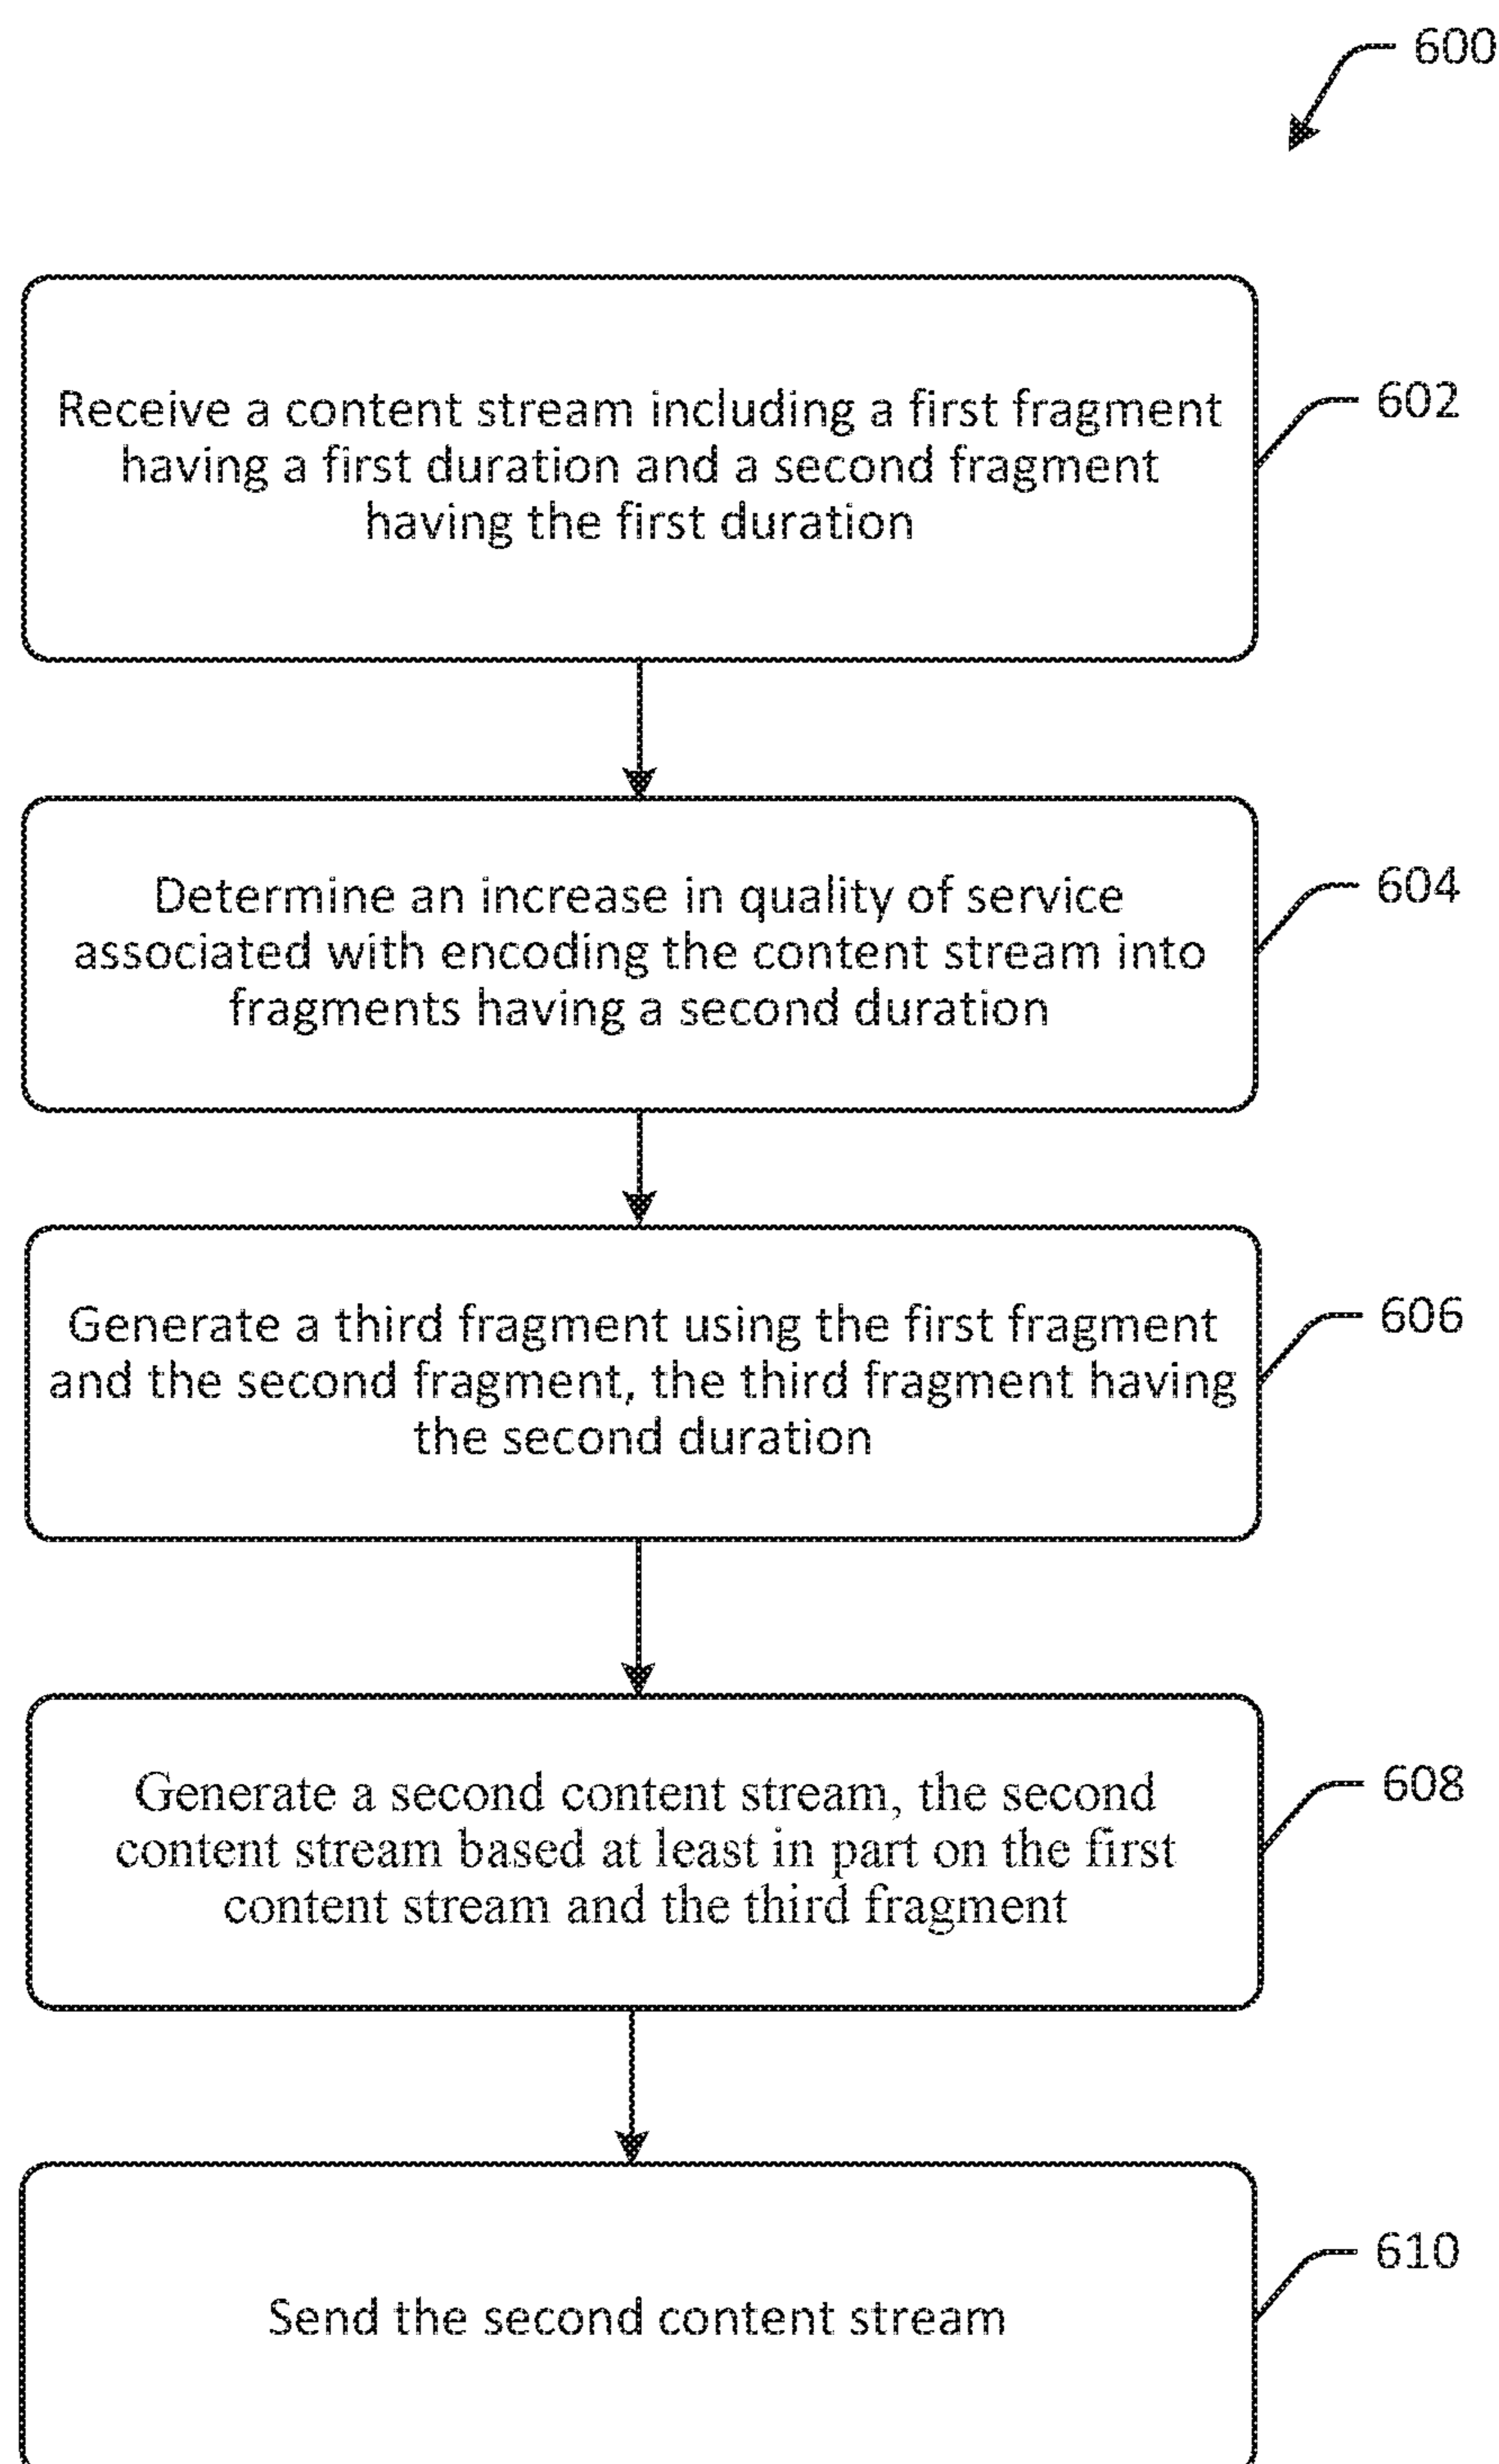 600
Receive a content stream including a first fragment
having a first duration and a second fragment
having the first duration
602
Determine an increase in quality of service
associated with encoding the content stream into
fragments having a second duration
604
Generate a third fragment using the first fragment
and the second fragment, the third fragment having
the second duration
606
Generate a second content stream, the second
content stream based at least in part on the first
content stream and the third fragment
608
Send the second content stream
610